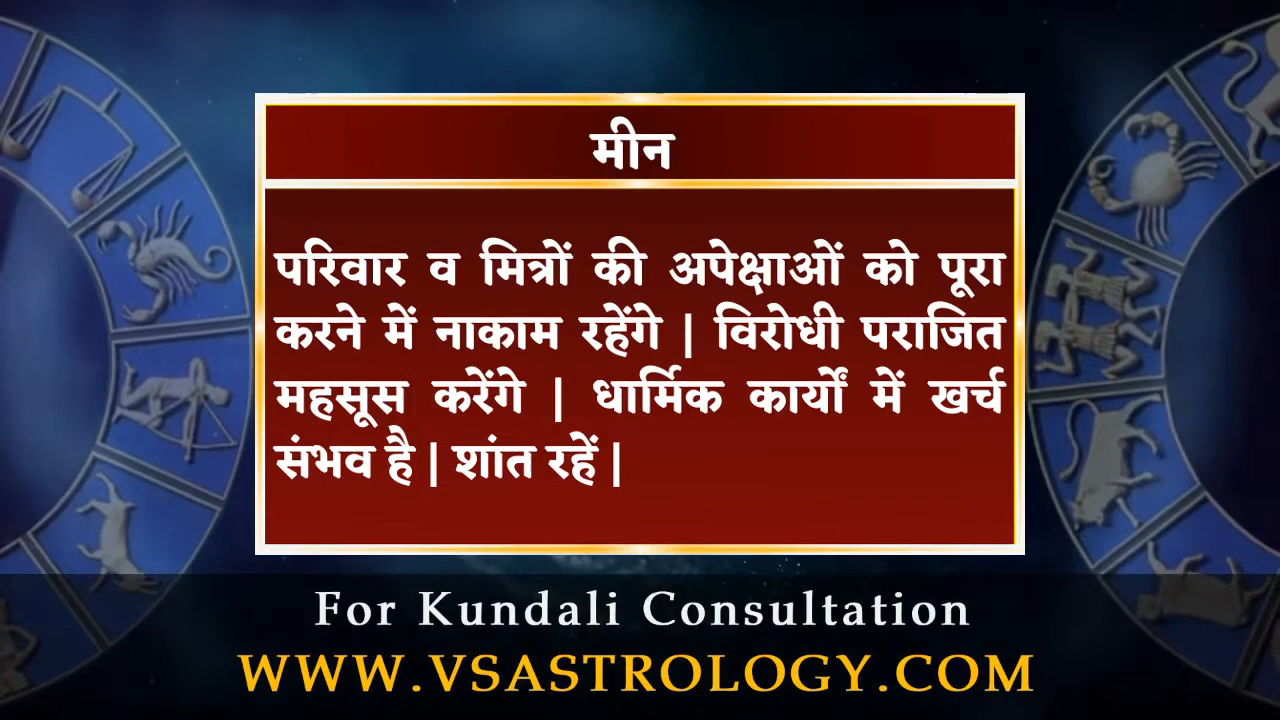 मीन
परिवार व मित्रों की अपेक्षाओं को पूरा
करने में नाकाम रहेंगे | विरोधी पराजित
महसूस करेंगे | धार्मिक कार्यों में खर्च
संभव है | शांत रहें |
For Kundali Consultation
WWW.VSASTROLOGY.COM